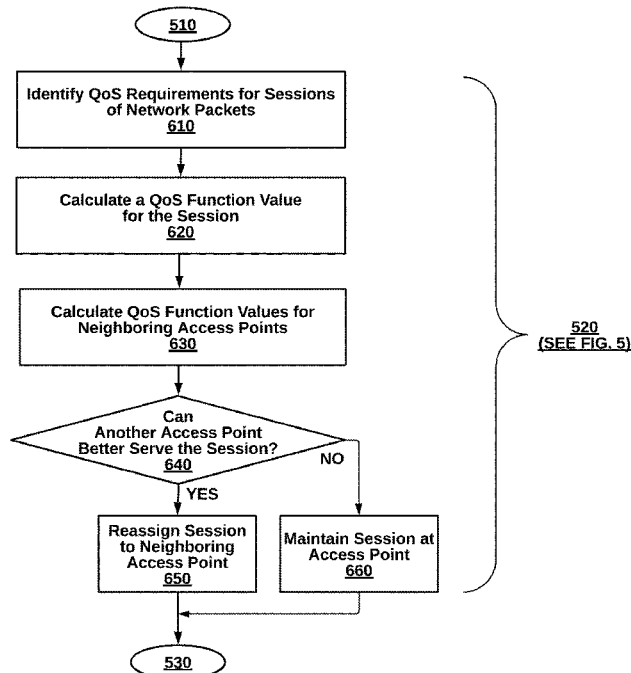 510
Identify QoS Requirements for Sessions
of Network Packets
610
Calculate a QoS Function Value
for the Session
620
Calculate QoS Function Values for
Neighboring Access Points
630
520
(SEE FIG. 5)
Can
Another Access Point
Better Serve the Session?
640
NO
YES
Reassign Session
to Neighboring
Access Point
650
Maintain Session at
Access Point
660
530